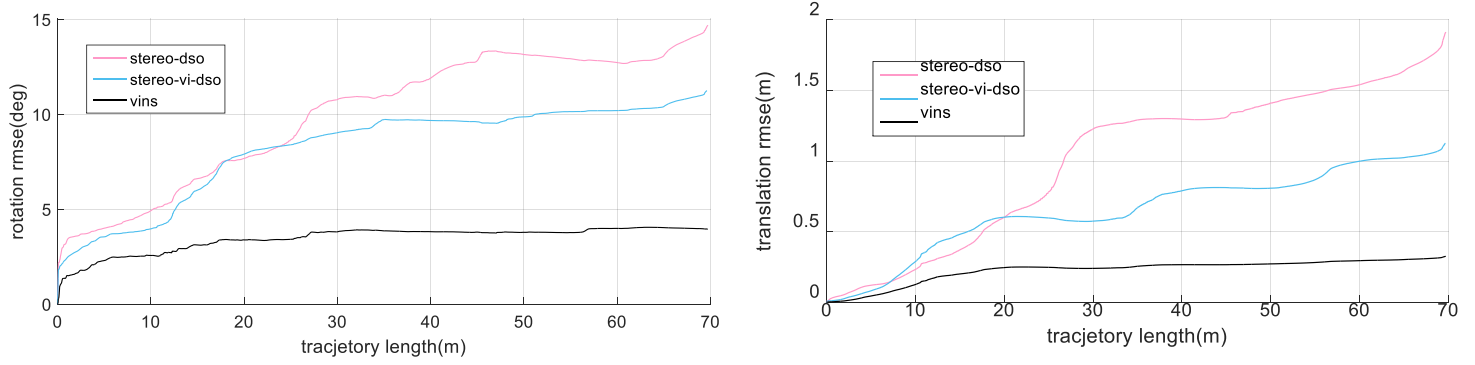 15
10
5
0
rotation rmse(deg)
stereo-dso
stereo-vi-dso
vins
0 10 20 30 40 50 60 70
tracjetory length(m)
2
1.5
1
0.5
0
translation rmse(m)
stereo-dso
stereo-vi-dso
vins
0 10 20 30 40 50 60 70
tracjetory length(m)